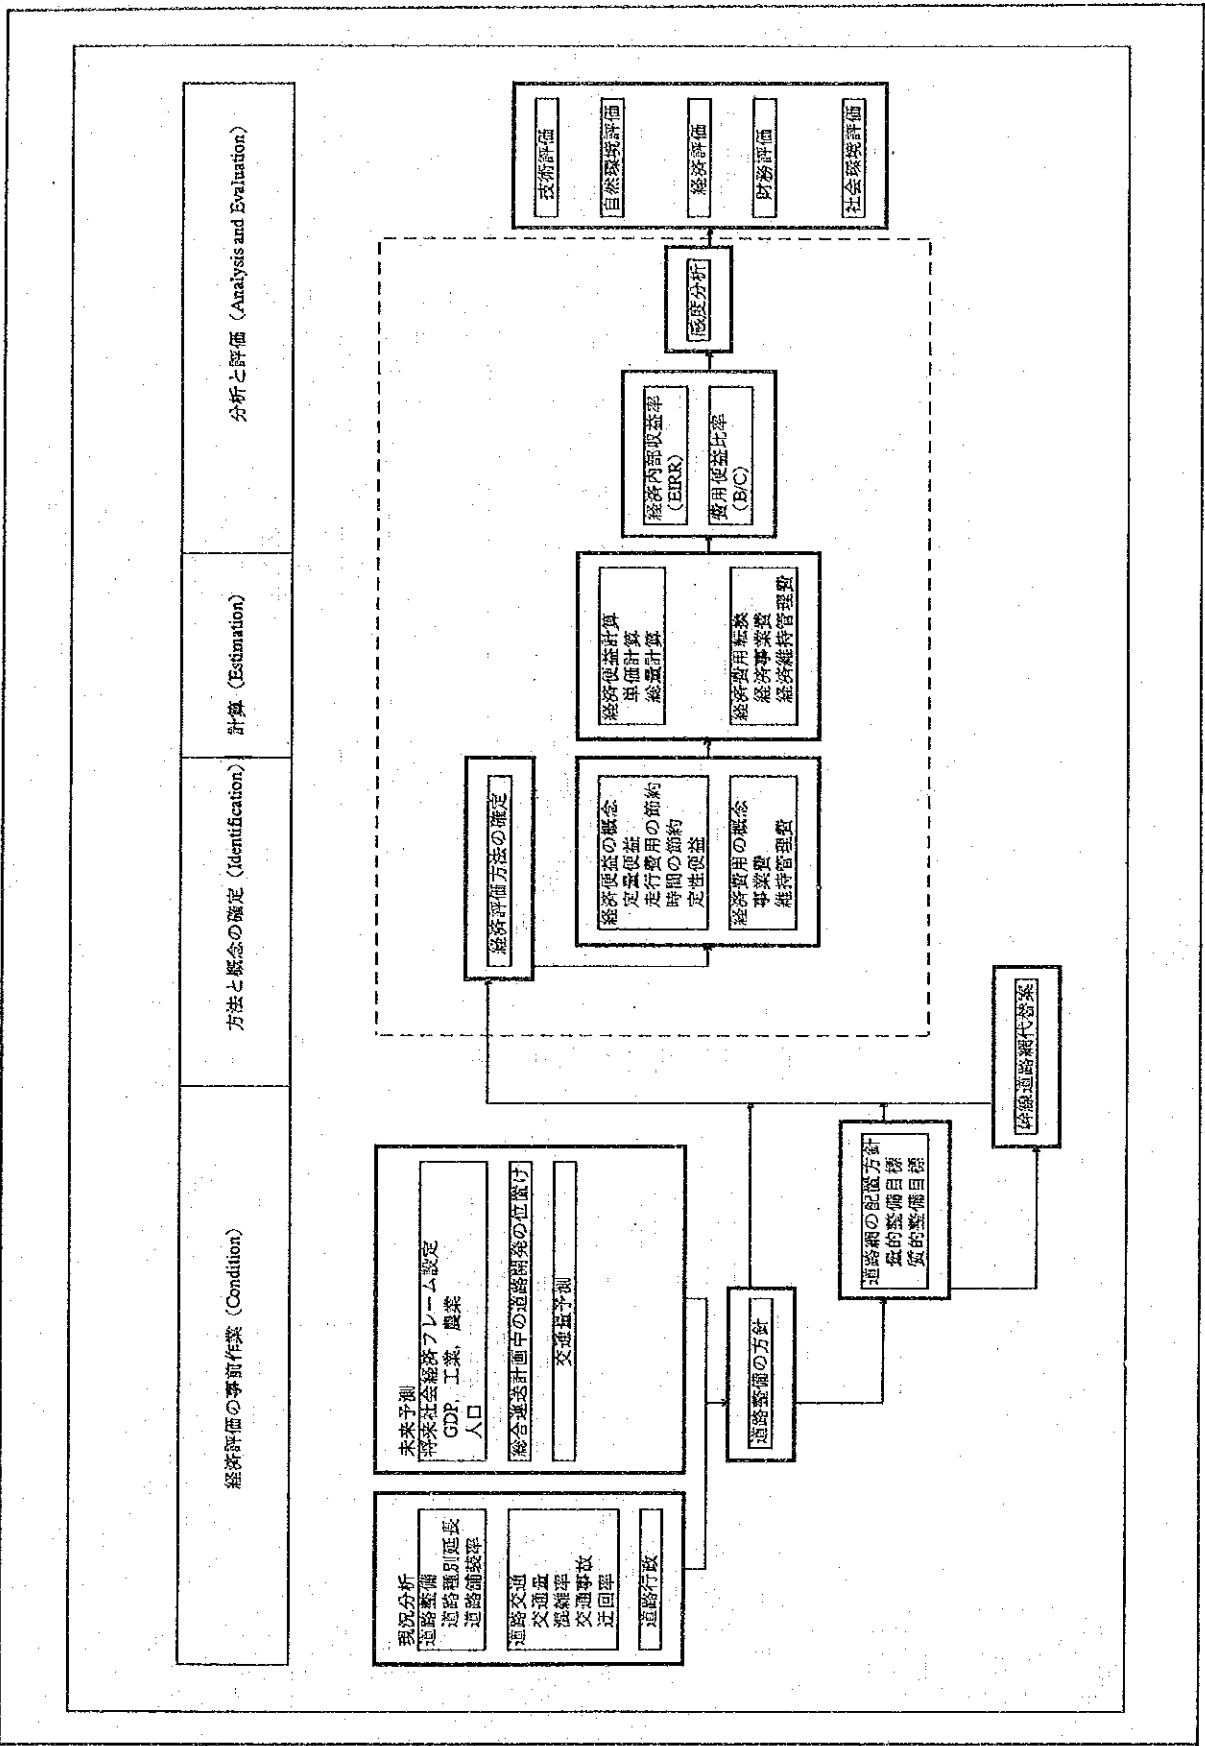 経済評価の事前作業 (Condition)
方法と概念の確定 (Identification)
計算 (Estimation)
分析と評価 (Analysis and Evaluation)
現況分析
道路整備
道路種別延長
道路舗装率
道路交通
交通量
混雑率
交通事故
迂回率
道路行政
未来予測
将来社会経済フレーム設定
GDP, 工業, 農業
人口
総合運送計画中の道路開発の位置け
交通量予測
道路整備の方針
道路網の配置方針
量的整備目標
質的整備目標
幹線道路網代替案
経済評価方法の確定
経済便益の概念
定量便益
走行費用の節約
時間の節約
定性便益
経済費用の概念
事業費
維持管理費
経済便益計算
単価計算
総量計算
経済費用転換
経済事業費
経済維持管理費
経済内部収益率
(EIRR)
費用便益比率
(B/C)
感度分析
技術評価
自然環境評価
経済評価
財務評価
社会環境評価